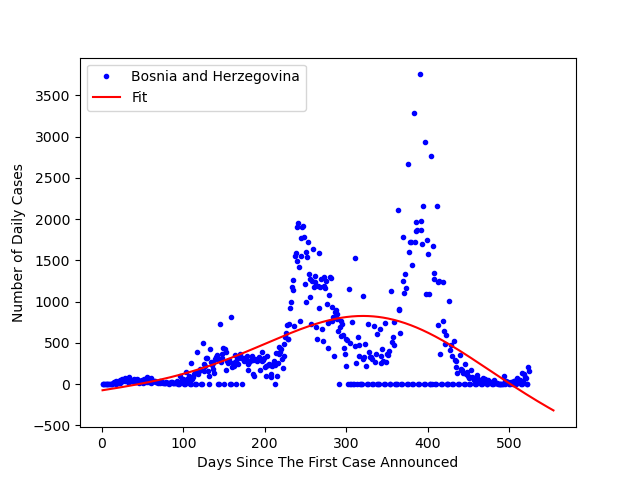 Bosnia and Herzegovina
Fit
3500
3000
2500
2000
1500
1000
500
0
−500
Number of Daily Cases
0 100 200 300 400 500
Days Since The First Case Announced